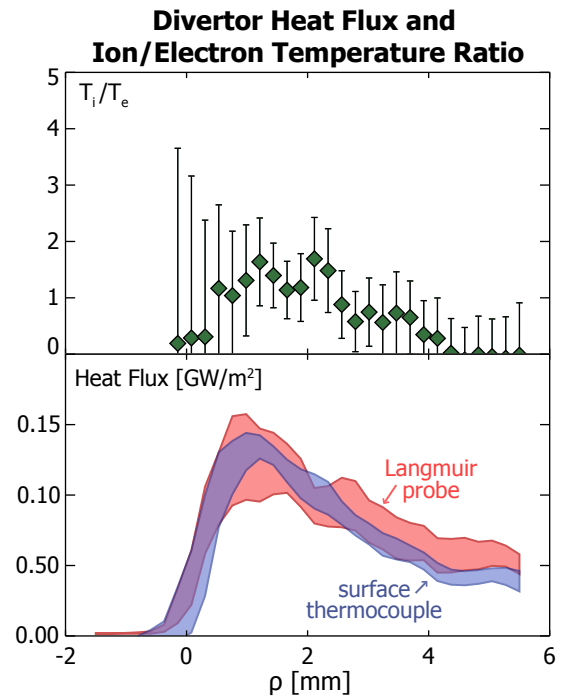 Divertor Heat Flux and
Ion/Electron Temperature Ratio
Tᵢ/Tₑ
5
4
3
2
1
0
Heat Flux [GW/m²]
0.15
0.10
0.50
0.00
Langmuir
probe
surface
thermocouple
-2
0
2
4
6
ρ [mm]